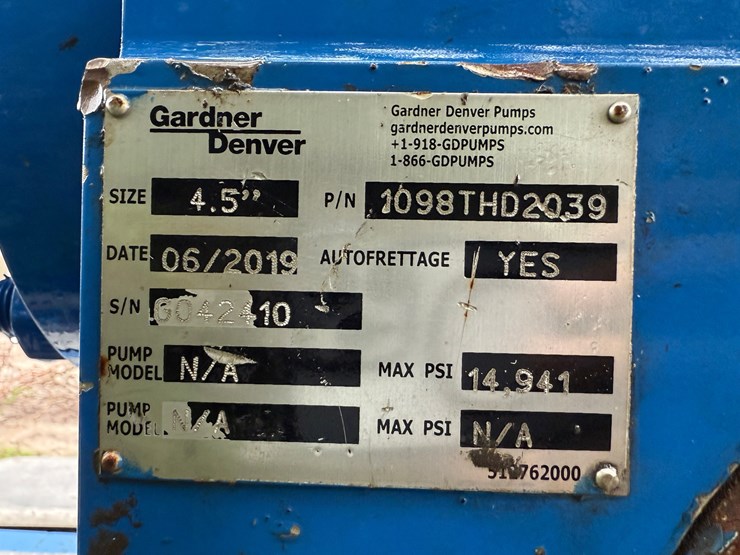 Gardner
Denver
Gardner Denver Pumps
gardnerdenverpumps.com
+1-918-GDPUMPS
1-866-GDPUMPS
SIZE 4.5” P/N 1098THD2039
DATE 06/2019 AUTOFRETTAGE YES
S/N
PUMP
MODEL N/A MAX PSI 14.941
PUMP
MODEL N/A MAX PSI N/A